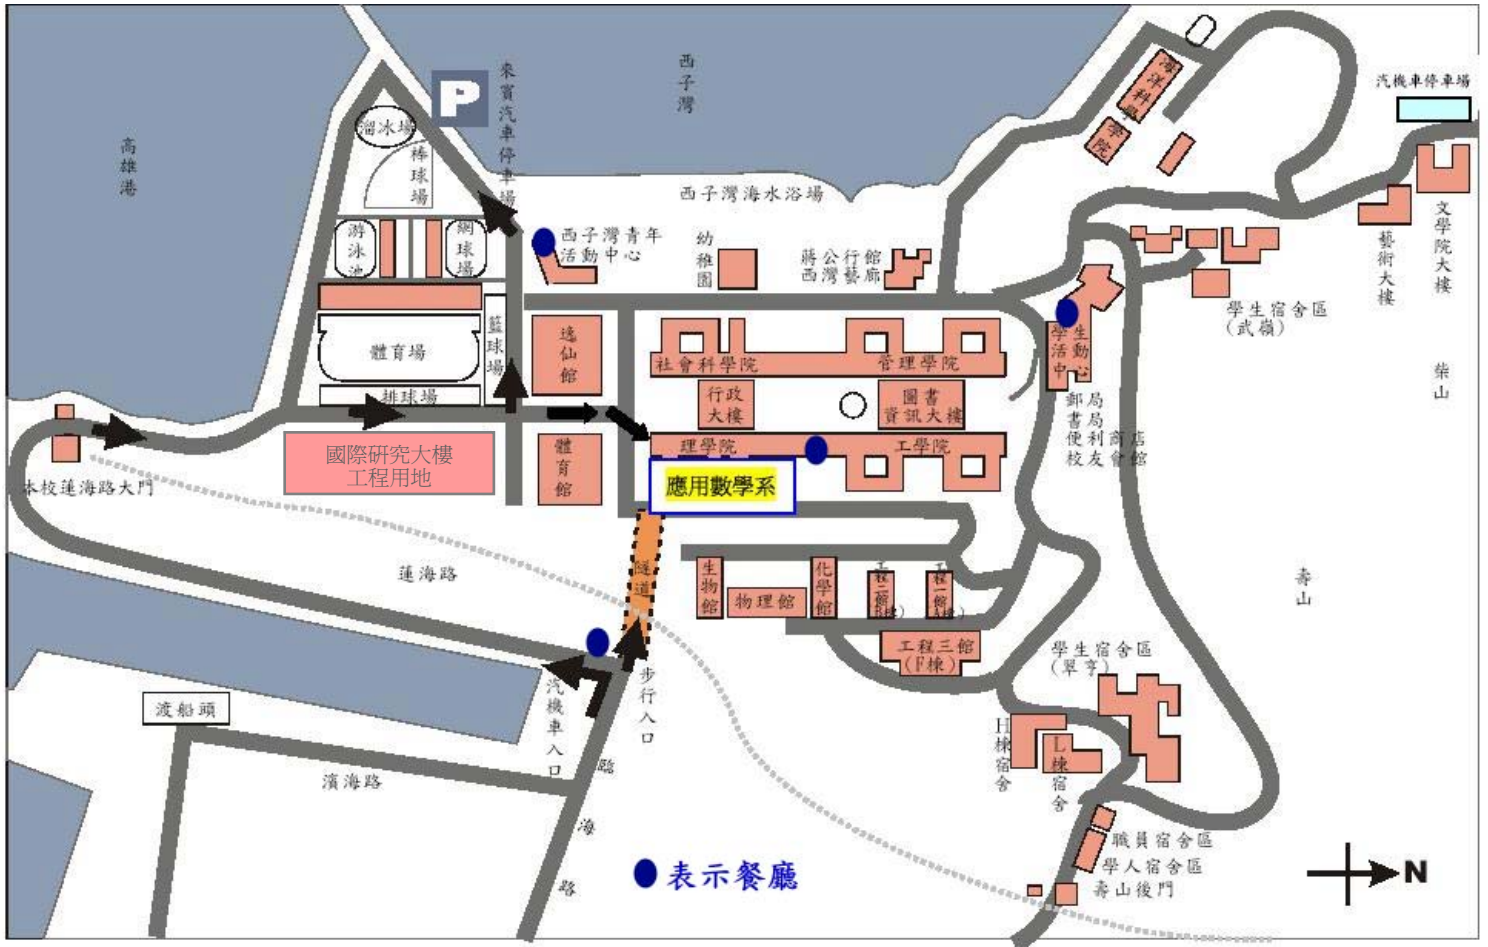 P
來賓汽車停車場
西子灣
高雄港
溜冰場
棒球場
海洋科學
學院
汽機車停車場
西子灣海水浴場
游泳池
網球場
西子灣青年
活動中心
幼稚園
蔣公行館
西灣藝廊
文學院大樓
藝術大樓
學生宿舍區
(武嶺)
體育場
籃球場
逸仙館
社會科學院
管理學院
學生
活動
中心
排球場
行政
大樓
圖書
資訊大樓
郵局
書局
便利商店
校友會館
柴山
國際研究大樓
工程用地
體育館
理學院
工學院
應用數學系
本校蓮海路大門
蓮海路
隧道
生物館
物理館
化學館
工程三館
(F棟)
壽山
學生宿舍區
(翠亨)
渡船頭
汽機車入口
步行入口
H棟宿舍
L棟宿舍
濱海路
臨海路
職員宿舍區
學人宿舍區
壽山後門
表示餐廳
N